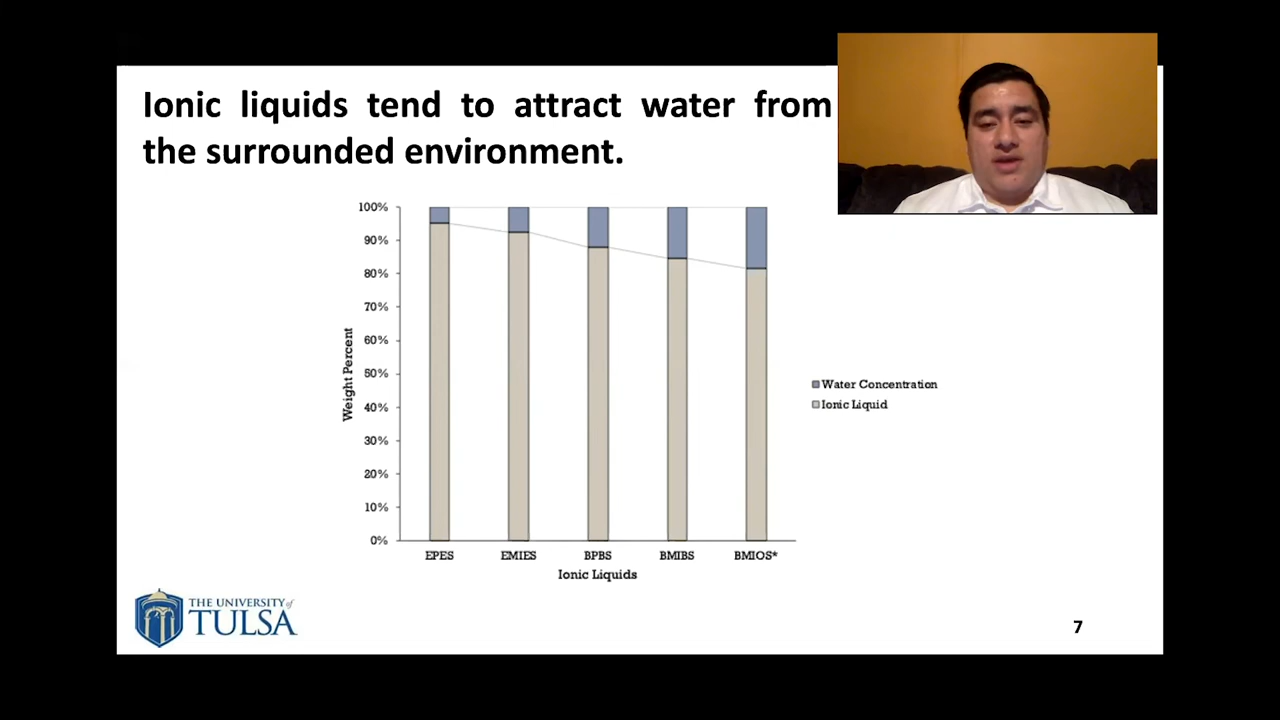 Ionic liquids tend to attract water from
the surrounded environment.
100%
90%
80%
70%
60%
50%
40%
30%
20%
10%
0%
Weight Percent
EPES EMIES BPBS BMIBS BMIOS*
Ionic Liquids
Water Concentration
Ionic Liquid
THE UNIVERSITY of
TULSA
7